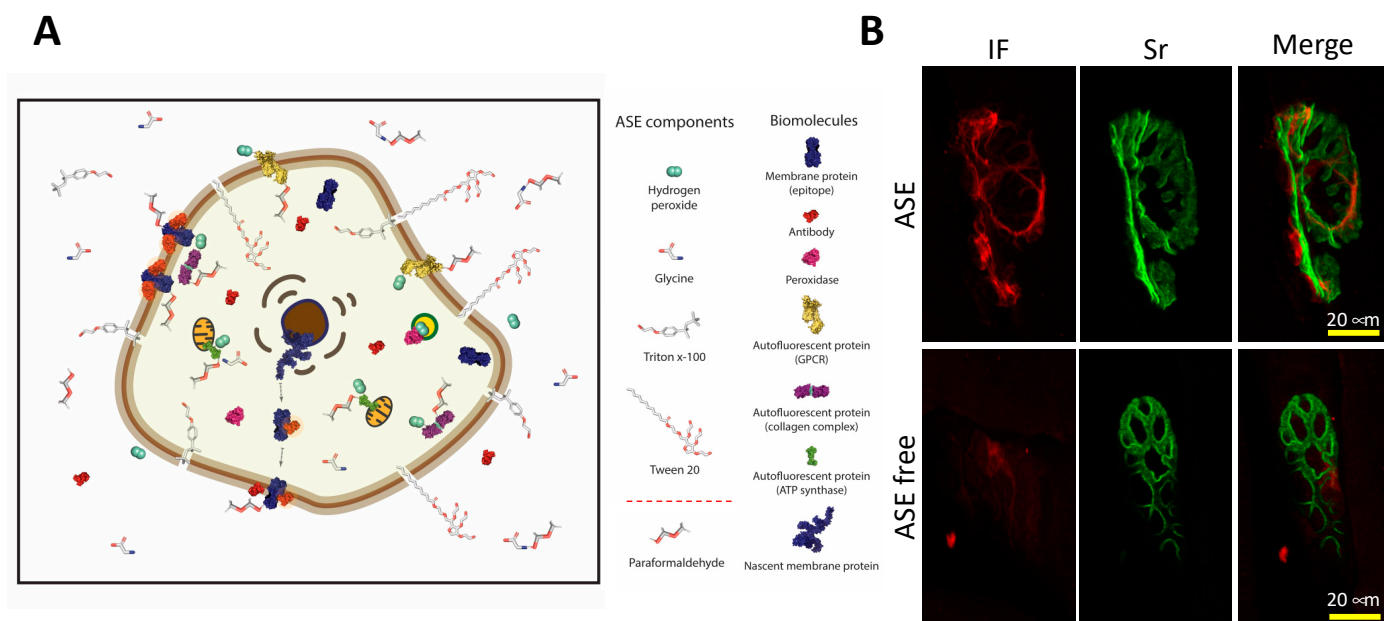 A
ASE components
Hydrogen
peroxide
Glycine
Triton x-100
Tween 20
Paraformaldehyde
Biomolecules
Membrane protein
(epitope)
Antibody
Peroxidase
Autofluorescent protein
(GPCR)
Autofluorescent protein
(collagen complex)
Autofluorescent protein
(ATP synthase)
Nascent membrane protein
B
IF
Sr
Merge
ASE
20 ∝m
ASE free
20 ∝m